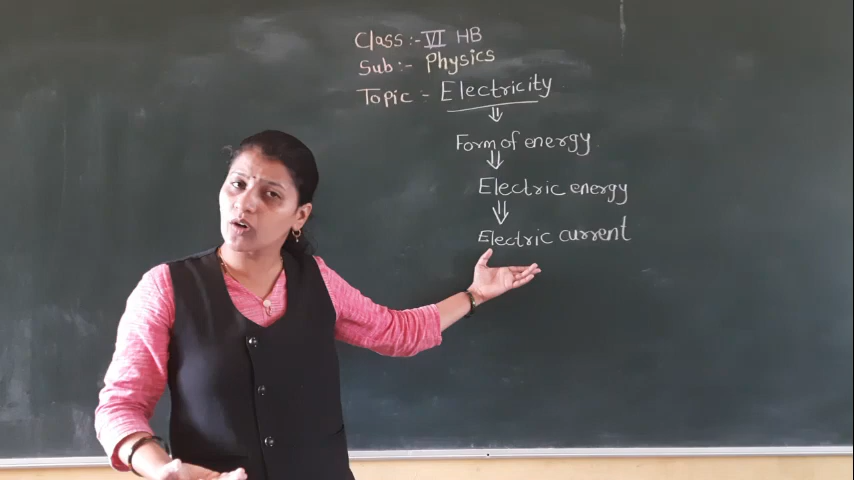 Class :- VI HB
Sub :- Physics
Topic - Electricity
⇓
Form of energy
⇓
Electric energy
⇓
Electric current